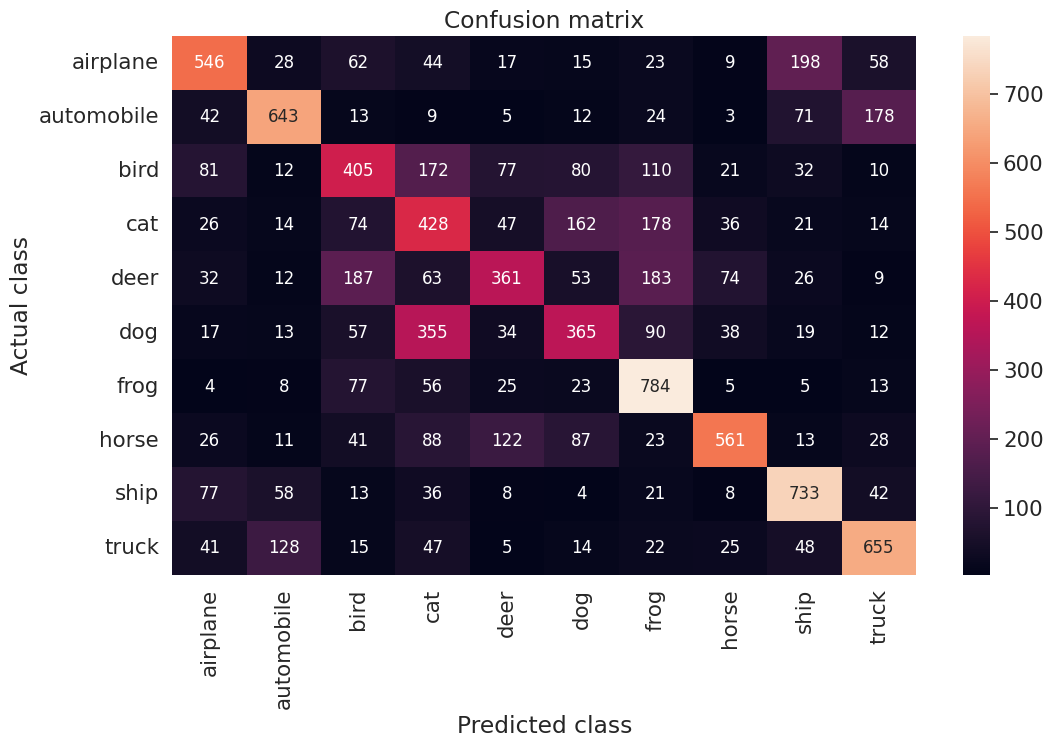 Confusion matrix
airplane 546 28 62 44 17 15 23 9 198 58
automobile 42 643 13 9 5 12 24 3 71 178
bird 81 12 405 172 77 80 110 21 32 10
cat 26 14 74 428 47 162 178 36 21 14
deer 32 12 187 63 361 53 183 74 26 9
dog 17 13 57 355 34 365 90 38 19 12
frog 4 8 77 56 25 23 784 5 5 13
horse 26 11 41 88 122 87 23 561 13 28
ship 77 58 13 36 8 4 21 8 733 42
truck 41 128 15 47 5 14 22 25 48 655
airplane automobile bird cat deer dog frog horse ship truck
Predicted class
Actual class
700
600
500
400
300
200
100